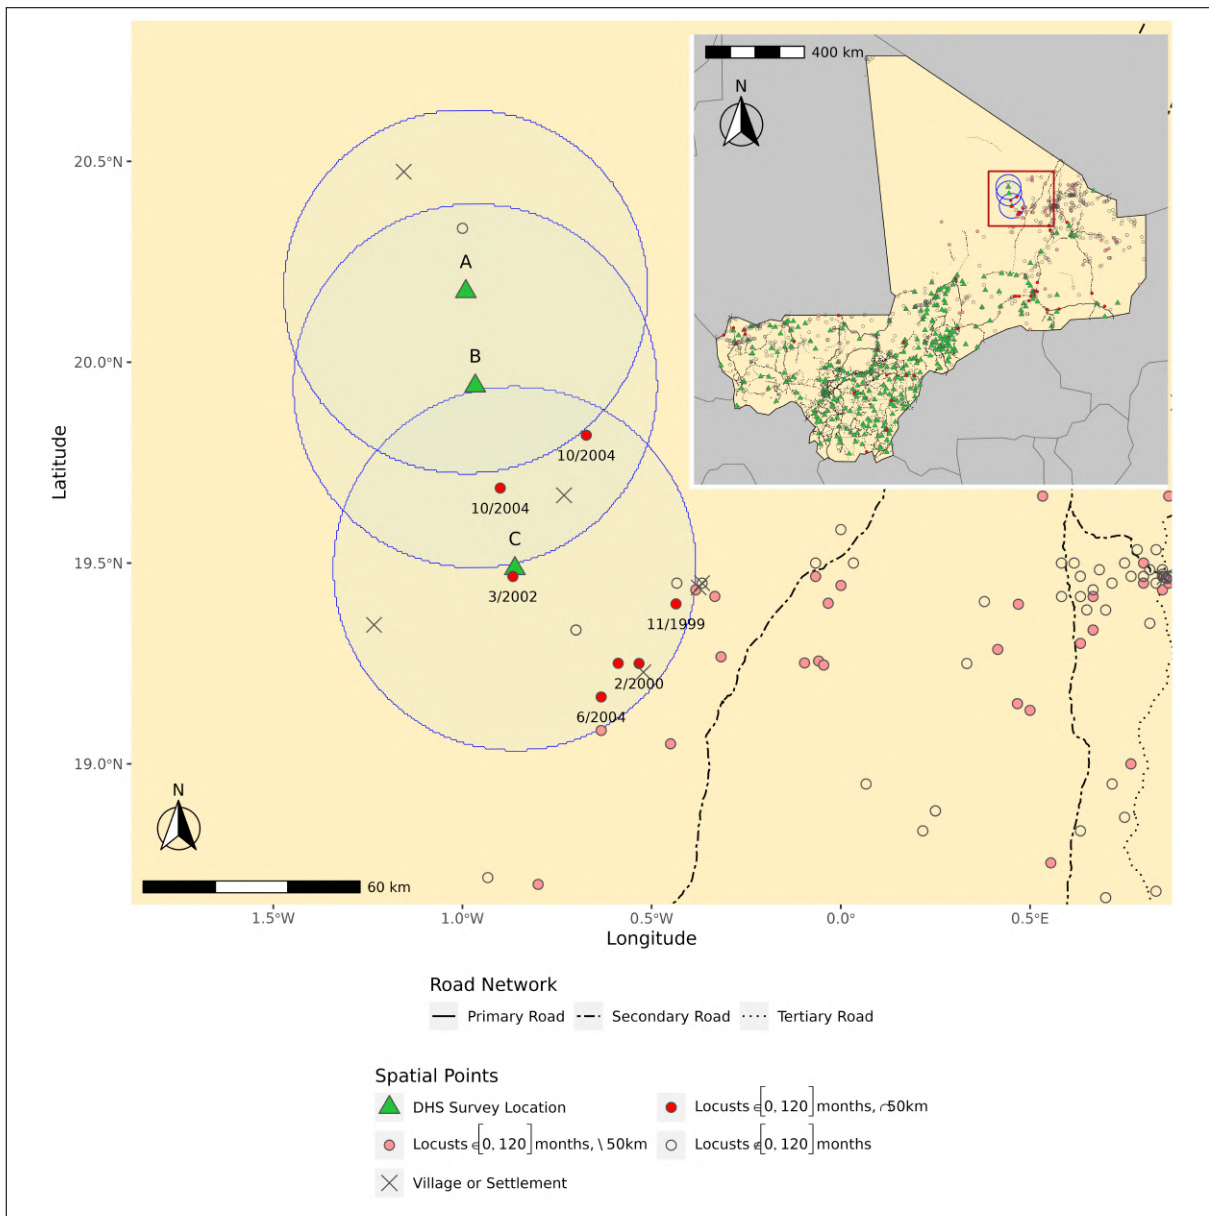 400 km
N
20.5°N
A
B
20.0°N
10/2004
10/2004
C
19.5°N
3/2002
11/1999
2/2000
6/2004
19.0°N
Latitude
N
60 km
1.5°W 1.0°W 0.5°W 0.0° 0.5°E
Longitude
Road Network
Primary Road Secondary Road Tertiary Road
Spatial Points
DHS Survey Location
Locusts ∈[0, 120] months, ∩50km
Locusts ∈[0, 120] months, \ 50km
Locusts ∉[0, 120] months
Village or Settlement